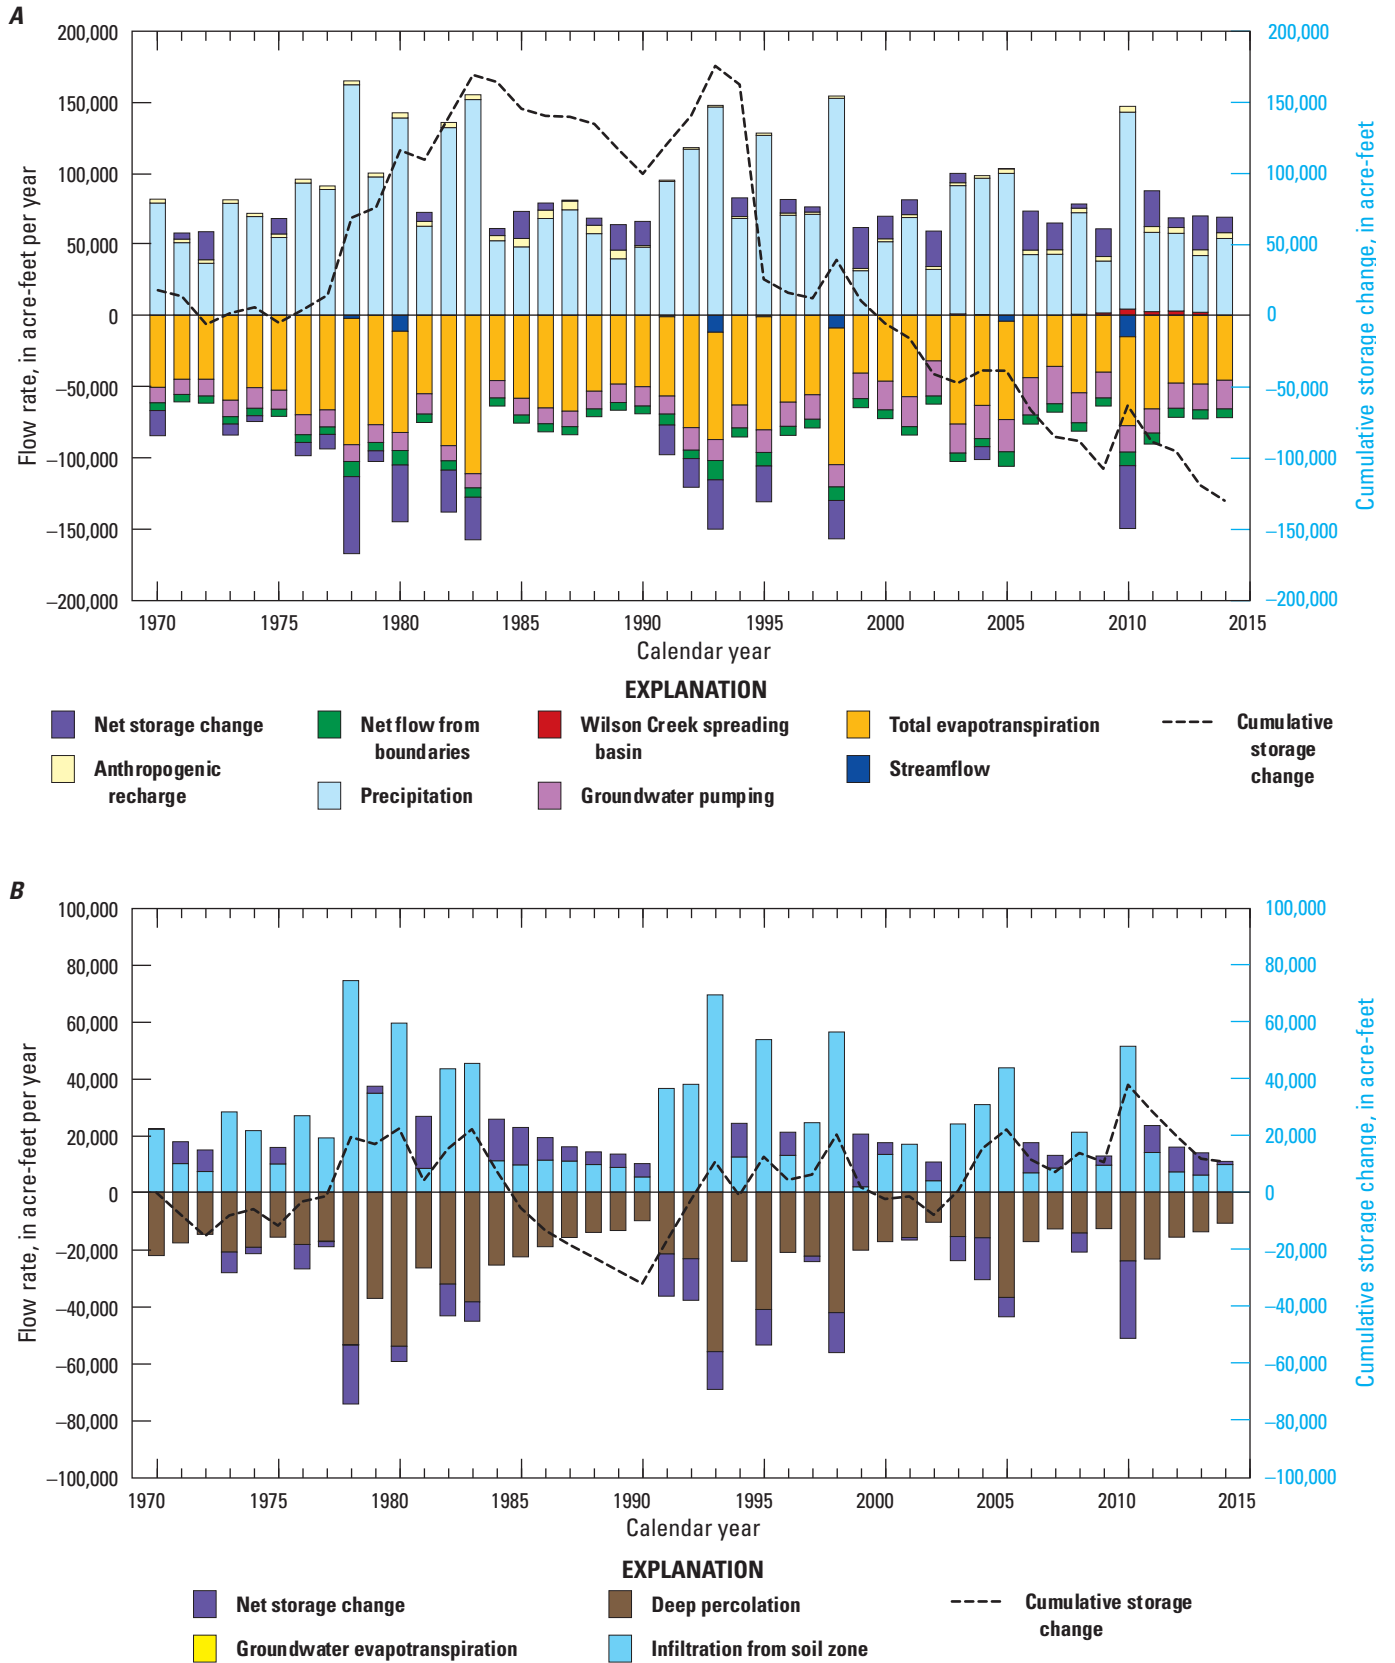 A
200,000
150,000
100,000
50,000
0
–50,000
–100,000
–150,000
–200,000
Flow rate, in acre-feet per year
200,000
150,000
100,000
50,000
0
–50,000
–100,000
–150,000
–200,000
Cumulative storage change, in acre-feet
1970 1975 1980 1985 1990 1995 2000 2005 2010 2015
Calendar year
EXPLANATION
Net storage change
Anthropogenic
recharge
Net flow from
boundaries
Precipitation
Wilson Creek spreading
basin
Groundwater pumping
Total evapotranspiration
Streamflow
Cumulative
storage
change
B
100,000
80,000
60,000
40,000
20,000
0
–20,000
–40,000
–60,000
–80,000
–100,000
Flow rate, in acre-feet per year
100,000
80,000
60,000
40,000
20,000
0
–20,000
–40,000
–60,000
–80,000
–100,000
Cumulative storage change, in acre-feet
1970 1975 1980 1985 1990 1995 2000 2005 2010 2015
Calendar year
EXPLANATION
Net storage change
Groundwater evapotranspiration
Deep percolation
Infiltration from soil zone
Cumulative storage
change